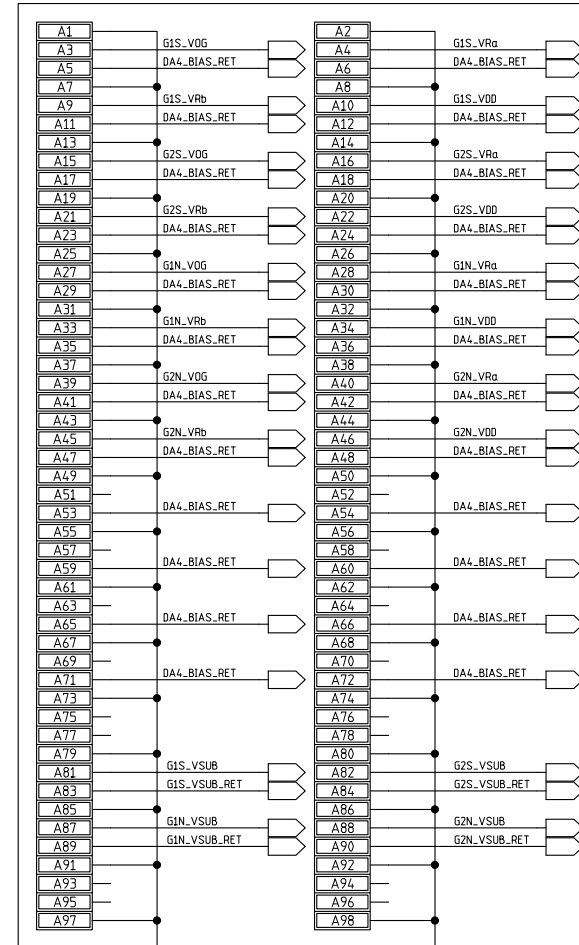 A1 A2
A3 G1S_VOG A4 G1S_VRa
A5 DA4_BIAS_RET A6 DA4_BIAS_RET
A7 A8
A9 G1S_VRb A10 G1S_VDD
A11 DA4_BIAS_RET A12 DA4_BIAS_RET
A13 A14
A15 G2S_VOG A16 G2S_VRa
A17 DA4_BIAS_RET A18 DA4_BIAS_RET
A19 A20
A21 G2S_VRb A22 G2S_VDD
A23 DA4_BIAS_RET A24 DA4_BIAS_RET
A25 A26
A27 G1N_VOG A28 G1N_VRa
A29 DA4_BIAS_RET A30 DA4_BIAS_RET
A31 A32
A33 G1N_VRb A34 G1N_VDD
A35 DA4_BIAS_RET A36 DA4_BIAS_RET
A37 A38
A39 G2N_VOG A40 G2N_VRa
A41 DA4_BIAS_RET A42 DA4_BIAS_RET
A43 A44
A45 G2N_VRb A46 G2N_VDD
A47 DA4_BIAS_RET A48 DA4_BIAS_RET
A49 A50
A51 A52
A53 DA4_BIAS_RET A54 DA4_BIAS_RET
A55 A56
A57 A58
A59 DA4_BIAS_RET A60 DA4_BIAS_RET
A61 A62
A63 A64
A65 DA4_BIAS_RET A66 DA4_BIAS_RET
A67 A68
A69 A70
A71 DA4_BIAS_RET A72 DA4_BIAS_RET
A73 A74
A75 A76
A77 A78
A79 A80
A81 G1S_VSUB A82 G2S_VSUB
A83 G1S_VSUB_RET A84 G2S_VSUB_RET
A85 A86
A87 G1N_VSUB A88 G2N_VSUB
A89 G1N_VSUB_RET A90 G2N_VSUB_RET
A91 A92
A93 A94
A95 A96
A97 A98